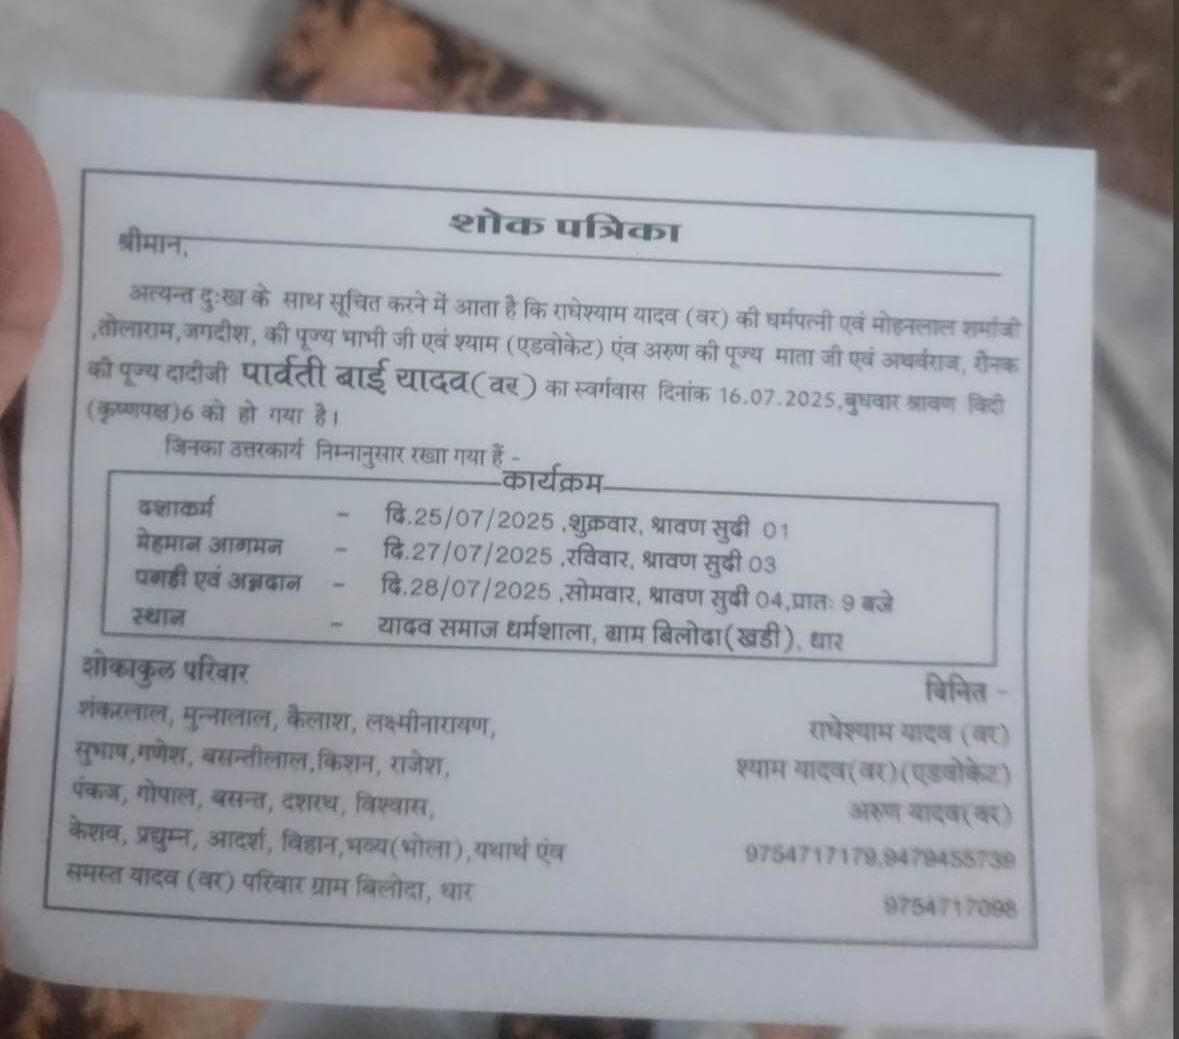 शोक पत्रिका
श्रीमान,
अत्यन्त दुःखा के साथ सूचित करने में आता है कि राधेश्याम यादव (वर) की धर्मपत्नी एवं मोहनलाल शर्माजी
,तोलाराम,जगदीश, की पूज्य भाभी जी एवं श्याम (एडवोकेट) एंव अरुण की पूज्य माता जी एवं अथर्वराज, रौनक
की पूज्य दादीजी पार्वती बाई यादव(वर) का स्वर्गवास दिनांक 16.07.2025,बुधवार श्रावण विदी
(कृष्णपक्ष)6 को हो गया है।
जिनका उत्तरकार्य निम्नानुसार रखा गया हैं -
कार्यक्रम
दशाकर्म - दि.25/07/2025 ,शुक्रवार, श्रावण सुदी 01
मेहमान आगमन - दि.27/07/2025 ,रविवार, श्रावण सुदी 03
पगडी एवं अन्नदान - दि.28/07/2025 ,सोमवार, श्रावण सुदी 04,प्रातः 9 बजे
स्थान - यादव समाज धर्मशाला, ग्राम बिलोदा(खडी), धार
शोकाकुल परिवार
शंकरलाल, मुन्नालाल, कैलाश, लक्ष्मीनारायण,
सुभाष,गणेश, बसन्तीलाल,किशन, राजेश,
पंकज, गोपाल, बसन्त, दशरथ, विश्वास,
केशव, प्रद्युम्न, आदर्श, विहान,भव्य(भोला),यथार्थ एंव
समस्त यादव (वर) परिवार ग्राम बिलोदा, धार
विनित -
राधेश्याम यादव (वर)
श्याम यादव(वर)(एडवोकेट)
अरुण यादव(वर)
9754717179,9479455739
9754717098